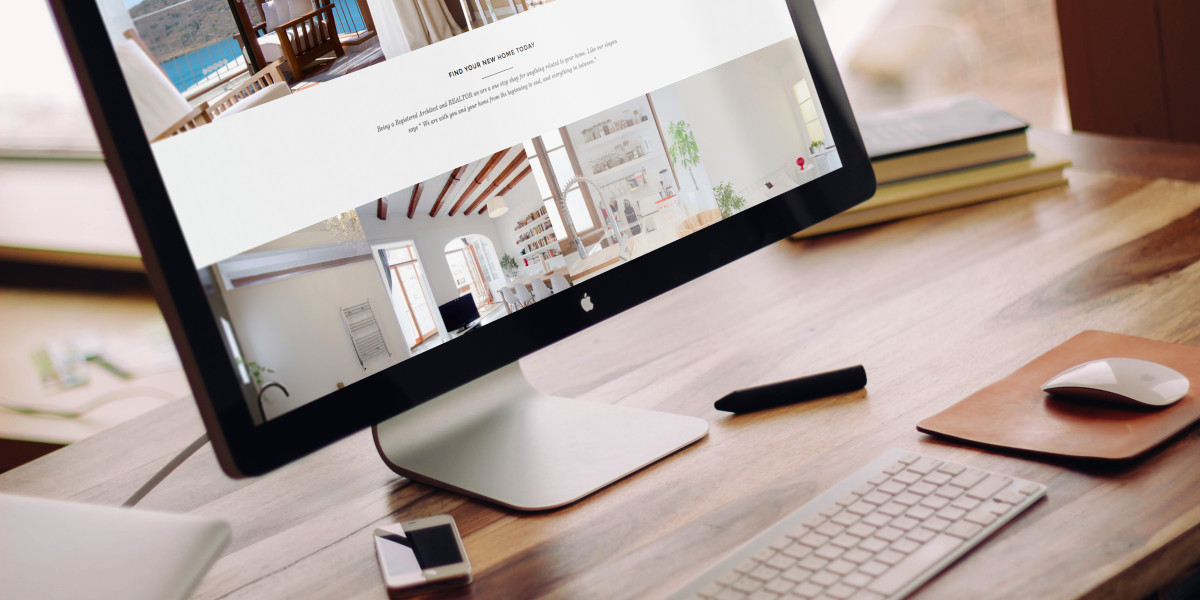 FIND YOUR NEW HOME TODAY
Being a Registered Architect and REALTOR we are a one stop shop for anything related to your home. Like our slogan
says " We are with you and your home from the beginning to end, and everything in between."